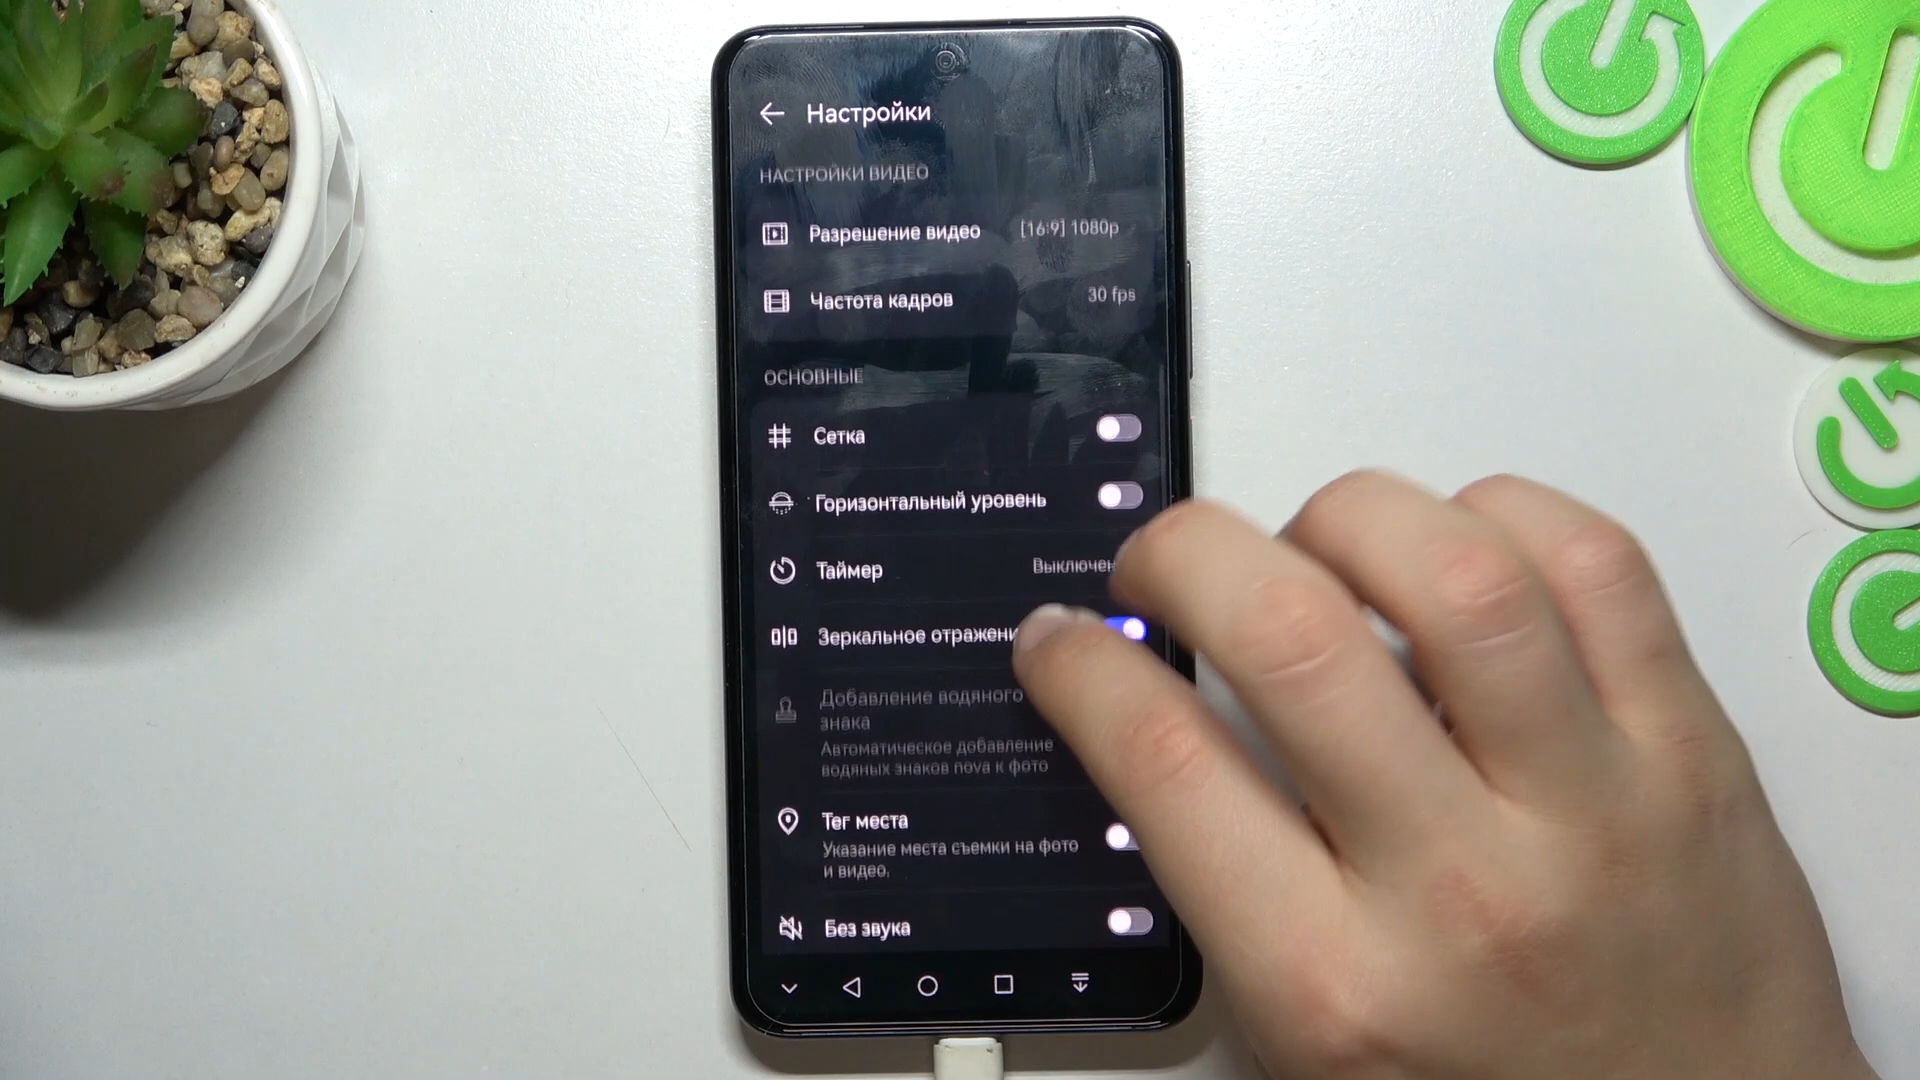 Настройки
НАСТРОЙКИ ВИДЕО
Разрешение видео [16:9] 1080p
Частота кадров 30 fps
ОСНОВНЫЕ
Сетка
Горизонтальный уровень
Таймер
Зеркальное
Добавление водяного
знака
Автоматическое добавление
водяных знаков nova к фото
Тег места
Указание места съемки на фото
и видео.
Без звука